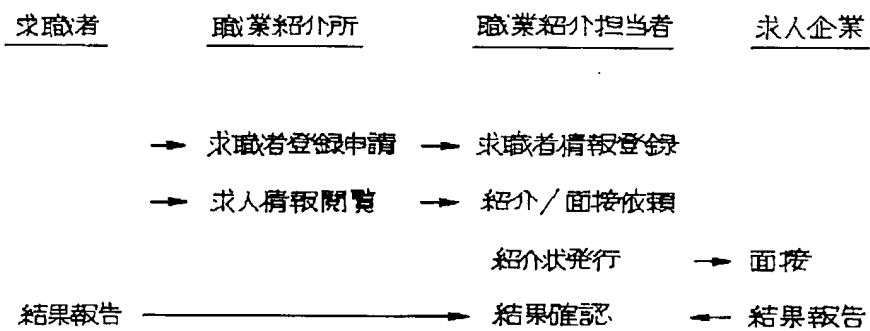 求職者 職業紹介所 職業紹介担当者 求人企業
→ 求職者登録申請 → 求職者情報登録
→ 求人情報閲覧 → 紹介/面接依頼
紹介状発行 → 面接
結果報告 → 結果確認 ← 結果報告